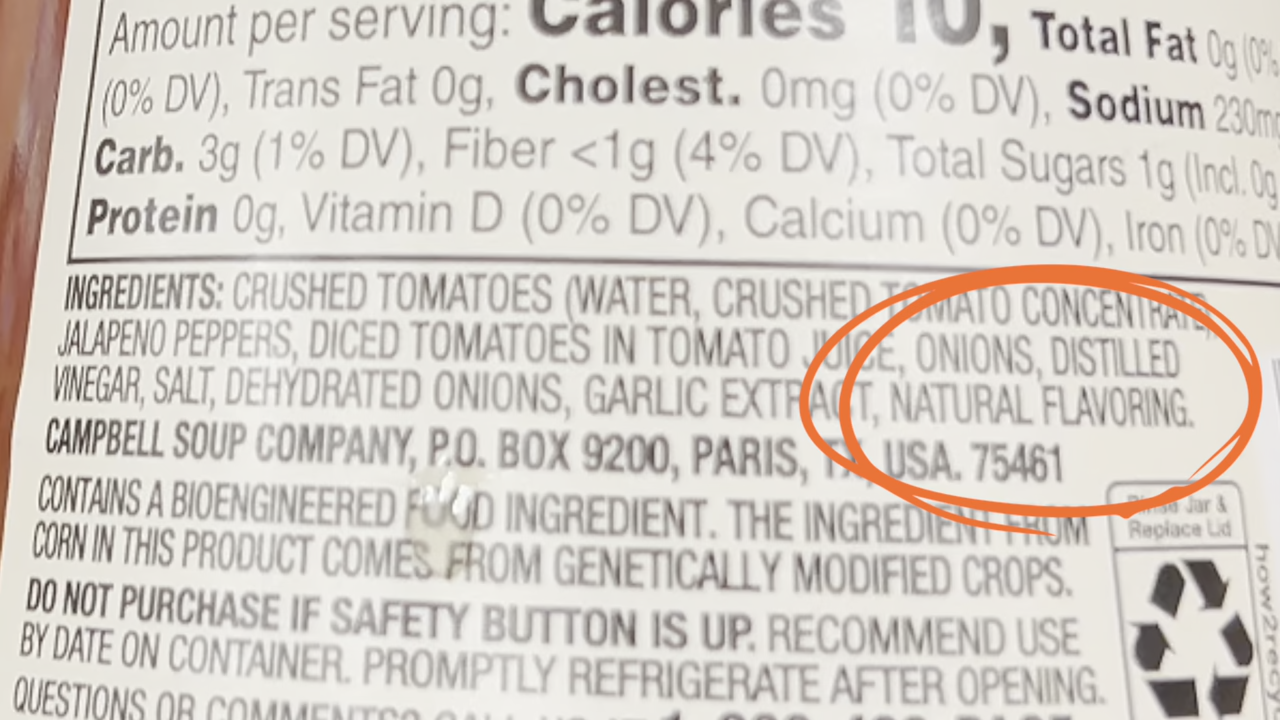 Amount per serving: Calories 10, Total Fat 0g (0%
(0% DV), Trans Fat 0g, Cholest. 0mg (0% DV), Sodium 230mg
Carb. 3g (1% DV), Fiber <1g (4% DV), Total Sugars 1g (Incl. 0g
Protein 0g, Vitamin D (0% DV), Calcium (0% DV), Iron (0% DV
INGREDIENTS: CRUSHED TOMATOES (WATER, CRUSHED TOMATO CONCENTRATE,
JALAPENO PEPPERS, DICED TOMATOES IN TOMATO JUICE, ONIONS, DISTILLED
VINEGAR, SALT, DEHYDRATED ONIONS, GARLIC EXTRACT, NATURAL FLAVORING.
CAMPBELL SOUP COMPANY, P.O. BOX 9200, PARIS, TX, USA. 75461
CONTAINS A BIOENGINEERED FOOD INGREDIENT. THE INGREDIENT FROM
CORN IN THIS PRODUCT COMES FROM GENETICALLY MODIFIED CROPS.
DO NOT PURCHASE IF SAFETY BUTTON IS UP. RECOMMEND USE
BY DATE ON CONTAINER. PROMPTLY REFRIGERATE AFTER OPENING.
QUESTIONS OR COMMENTS?
Rinse Jar &
Replace Lid
how2recy